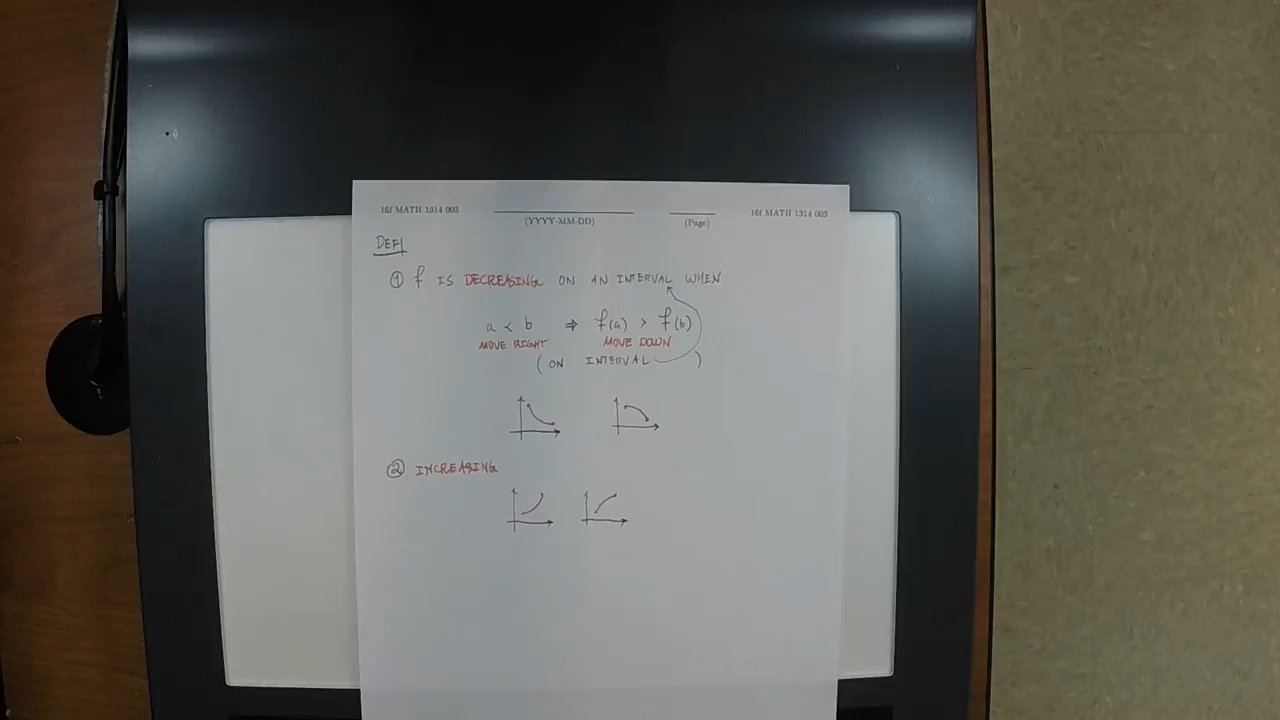 16f MATH 1314 003 16f MATH 1314 003
(YYYY-MM-DD) (Page)
DEF
① f IS DECREASING ON AN INTERVAL WHEN
a < b ⇒ f(a) > f(b)
MOVE RIGHT MOVE DOWN
( ON INTERVAL )
② INCREASING